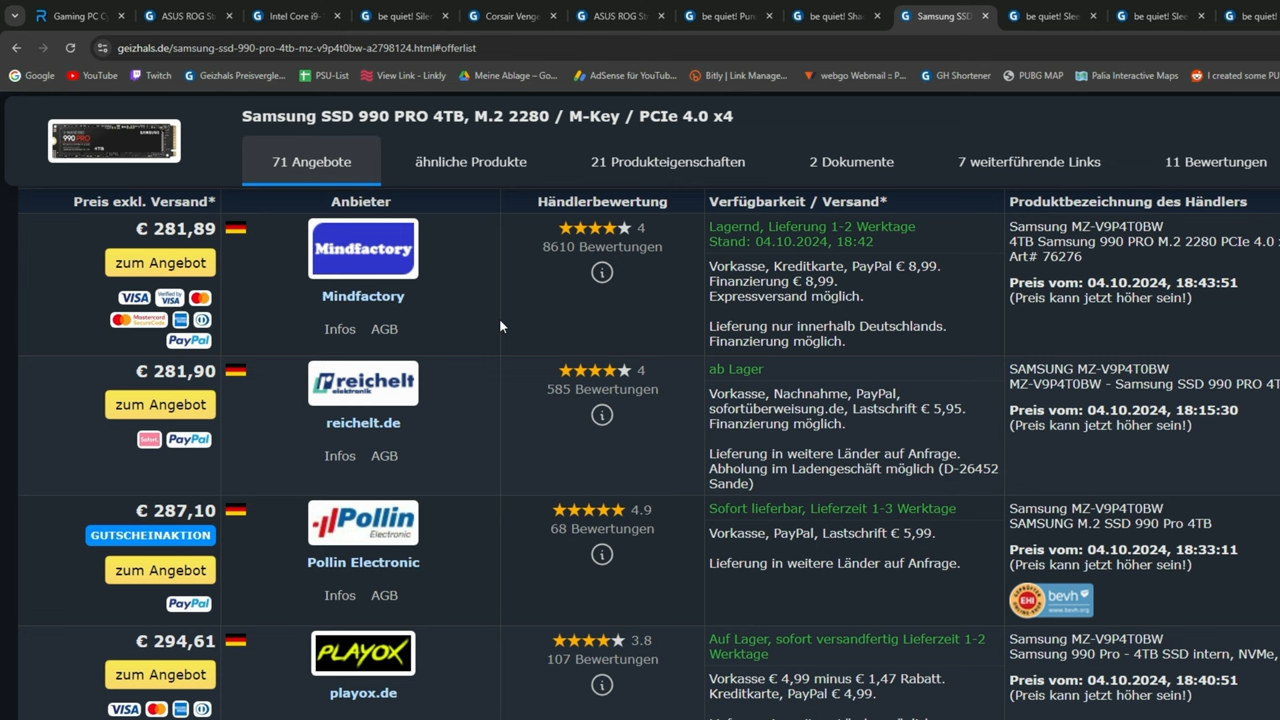 Gaming PC C
ASUS ROG St
Intel Core i9-
be quiet! Sile
Corsair Veng
ASUS ROG St
be quiet! Pur
be quiet! Sha
Samsung SSD
be quiet! Slee
be quiet! Slee
be quiet!
geizhals.de/samsung-ssd-990-pro-4tb-mz-v9p4t0bw-a2798124.html#offerlist
Google
YouTube
Twitch
Geizhals Preisvergle...
PSU-List
View Link - Linkly
Meine Ablage – Go...
AdSense für YouTub...
Bitly | Link Manage...
webgo Webmail :: P...
GH Shortener
PUBG MAP
Palia Interactive Maps
I created some PU
Samsung SSD 990 PRO 4TB, M.2 2280 / M-Key / PCIe 4.0 x4
71 Angebote
ähnliche Produkte
21 Produkteigenschaften
2 Dokumente
7 weiterführende Links
11 Bewertungen
Preis exkl. Versand*
Anbieter
Händlerbewertung
Verfügbarkeit / Versand*
Produktbezeichnung des Händlers
€ 281,89
zum Angebot
VISA
Verified by VISA
Mastercard SecureCode
PayPal
Mindfactory
Mindfactory
Infos AGB
4
8610 Bewertungen
Lagernd, Lieferung 1-2 Werktage
Stand: 04.10.2024, 18:42
Vorkasse, Kreditkarte, PayPal € 8,99.
Finanzierung € 8,99.
Expressversand möglich.
Lieferung nur innerhalb Deutschlands.
Finanzierung möglich.
Samsung MZ-V9P4T0BW
4TB Samsung 990 PRO M.2 2280 PCIe 4.0
Art# 76276
Preis vom: 04.10.2024, 18:43:51
(Preis kann jetzt höher sein!)
€ 281,90
zum Angebot
Sofort.
PayPal
reichelt
elektronik
reichelt.de
Infos AGB
4
585 Bewertungen
ab Lager
Vorkasse, Nachnahme, PayPal,
sofortüberweisung.de, Lastschrift € 5,95.
Finanzierung möglich.
Lieferung in weitere Länder auf Anfrage.
Abholung im Ladengeschäft möglich (D-26452
Sande)
SAMSUNG MZ-V9P4T0BW
MZ-V9P4T0BW - Samsung SSD 990 PRO 4T
Preis vom: 04.10.2024, 18:15:30
(Preis kann jetzt höher sein!)
€ 287,10
GUTSCHEINAKTION
zum Angebot
PayPal
Pollin
Electronic
Pollin Electronic
Infos AGB
4.9
68 Bewertungen
Sofort lieferbar, Lieferzeit 1-3 Werktage
Vorkasse, PayPal, Lastschrift € 5,99.
Lieferung in weitere Länder auf Anfrage.
Samsung MZ-V9P4T0BW
SAMSUNG M.2 SSD 990 Pro 4TB
Preis vom: 04.10.2024, 18:33:11
(Preis kann jetzt höher sein!)
EHI
bevh
€ 294,61
zum Angebot
VISA
PLAYOX
playox.de
3.8
107 Bewertungen
Auf Lager, sofort versandfertig Lieferzeit 1-2
Werktage
Vorkasse € 4,99 minus € 1,47 Rabatt.
Kreditkarte, PayPal € 4,99.
Samsung MZ-V9P4T0BW
Samsung 990 Pro - 4TB SSD intern, NVMe,
Preis vom: 04.10.2024, 18:40:51
(Preis kann jetzt höher sein!)